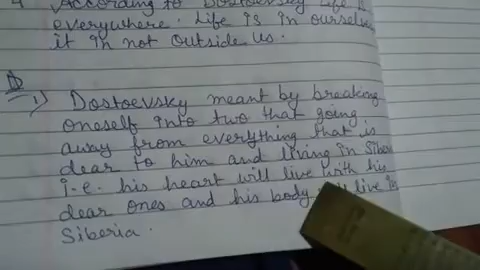 According to Dostoevsky life is
everywhere. Life is in ourselves
it in not outside us.
D
1) Dostoevsky meant by breaking
oneself into two that going
away from everything that is
dear to him and living in Sibe
i.e. his heart will live with his
dear ones and his body will live in
Siberia.